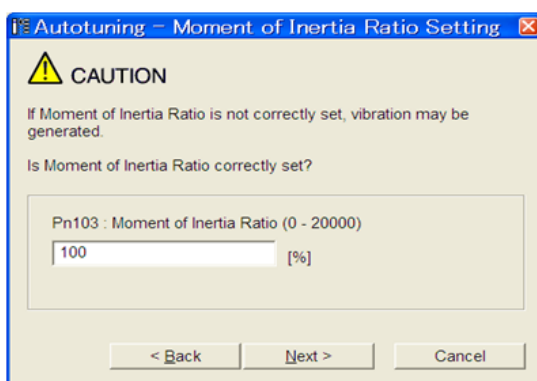 Autotuning - Moment of Inertia Ratio Setting
CAUTION
If Moment of Inertia Ratio is not correctly set, vibration may be
generated.
Is Moment of Inertia Ratio correctly set?
Pn103 : Moment of Inertia Ratio (0 - 20000)
100 [%]
< Back Next > Cancel